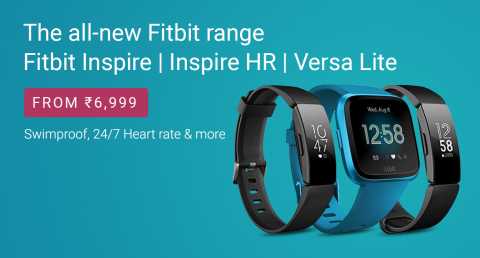 The all-new Fitbit range
Fitbit Inspire | Inspire HR | Versa Lite
FROM ₹6,999
Swimproof, 24/7 Heart rate & more
Wed, Aug 8
12:58
10
47
12
58